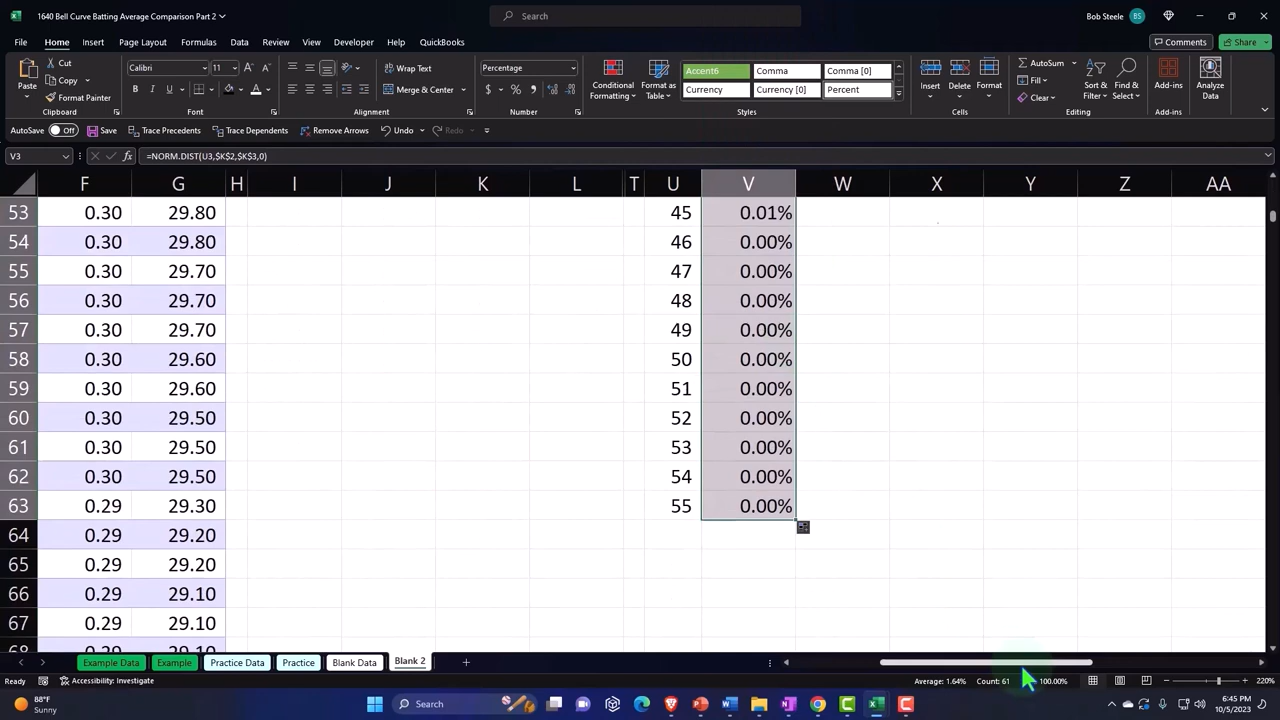 1640 Bell Curve Batting Average Comparison Part 2
Search
Bob Steele BS
File Home Insert Page Layout Formulas Data Review View Developer Help QuickBooks Comments Share
Paste Cut Copy Format Painter
Clipboard
Calibri 11
B I U
Font
Wrap Text
Merge & Center
Alignment
Percentage
Number
Conditional Formatting Format as Table
Accent6 Comma Comma [0]
Currency Currency [0] Percent
Styles
Insert Delete Format
Cells
AutoSum Fill Clear Sort & Filter Find & Select
Editing
Add-ins
Add-ins
Analyze Data
AutoSave Off Save Trace Precedents Trace Dependents Remove Arrows Undo Redo
V3 fx =NORM.DIST(U3,$K$2,$K$3,0)
F G H I J K L T U V W X Y Z AA
53 0.30 29.80 45 0.01%
54 0.30 29.80 46 0.00%
55 0.30 29.70 47 0.00%
56 0.30 29.70 48 0.00%
57 0.30 29.70 49 0.00%
58 0.30 29.60 50 0.00%
59 0.30 29.60 51 0.00%
60 0.30 29.50 52 0.00%
61 0.30 29.50 53 0.00%
62 0.30 29.50 54 0.00%
63 0.29 29.30 55 0.00%
64 0.29 29.20
65 0.29 29.20
66 0.29 29.10
67 0.29 29.10
68 0.29 29.10
Example Data Example Practice Data Practice Blank Data Blank 2
Ready Accessibility: Investigate Average: 1.64% Count: 61 100.00% 220%
88°F
Sunny
Search
6:45 PM
10/5/2023